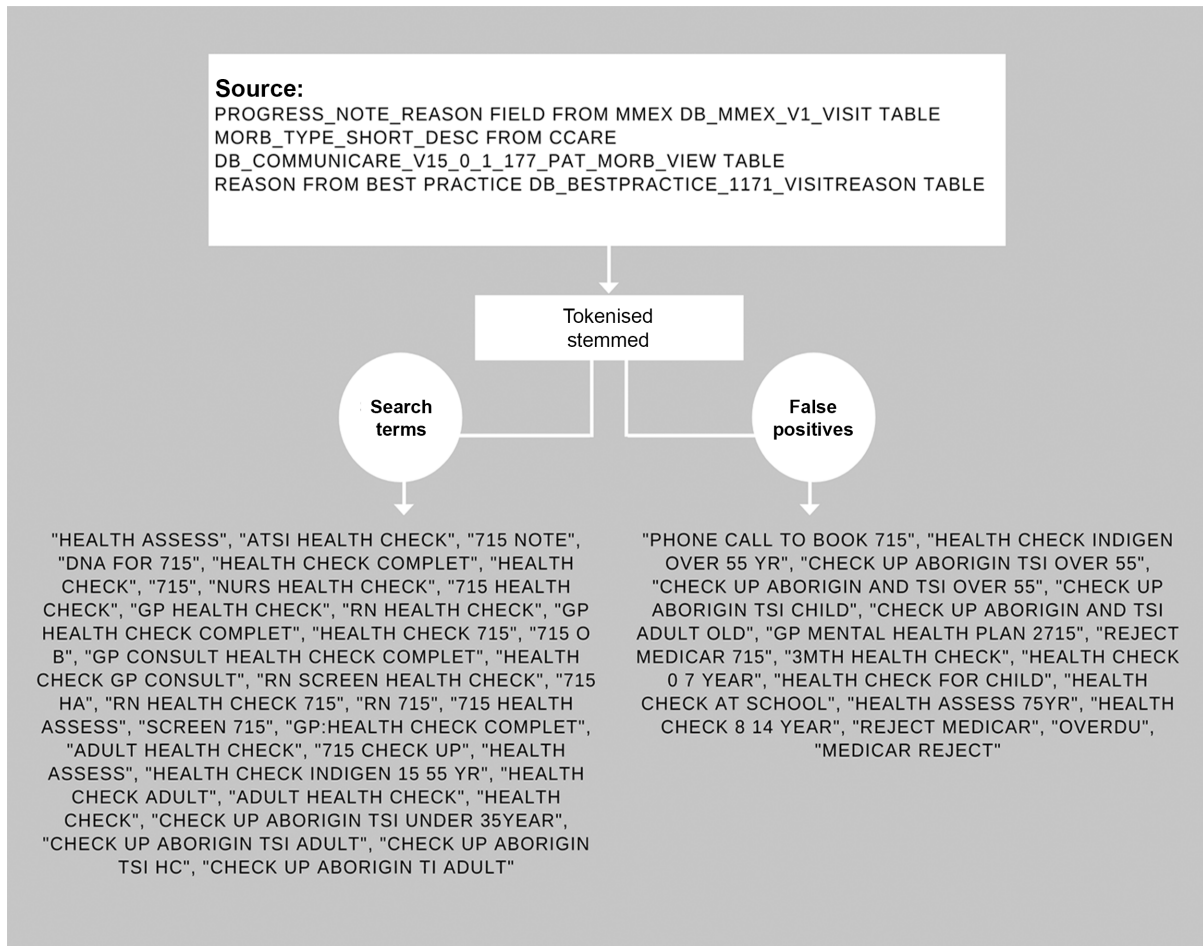 Source:
PROGRESS_NOTE_REASON FIELD FROM MMEX DB_MMEX_V1_VISIT TABLE
MORB_TYPE_SHORT_DESC FROM CCARE
DB_COMMUNICARE_V15_0_1_177_PAT_MORB_VIEW TABLE
REASON FROM BEST PRACTICE DB_BESTPRACTICE_1171_VISITREASON TABLE
Tokenised
stemmed
Search
terms
False
positives
"HEALTH ASSESS", "ATSI HEALTH CHECK", "715 NOTE",
"DNA FOR 715", "HEALTH CHECK COMPLET", "HEALTH
CHECK", "715", "NURS HEALTH CHECK", "715 HEALTH
CHECK", "GP HEALTH CHECK", "RN HEALTH CHECK", "GP
HEALTH CHECK COMPLET", "HEALTH CHECK 715", "715 O
B", "GP CONSULT HEALTH CHECK COMPLET", "HEALTH
CHECK GP CONSULT", "RN SCREEN HEALTH CHECK", "715
HA", "RN HEALTH CHECK 715", "RN 715", "715 HEALTH
ASSESS", "SCREEN 715", "GP:HEALTH CHECK COMPLET",
"ADULT HEALTH CHECK", "715 CHECK UP", "HEALTH
ASSESS", "HEALTH CHECK INDIGEN 15 55 YR", "HEALTH
CHECK ADULT", "ADULT HEALTH CHECK", "HEALTH
CHECK", "CHECK UP ABORIGIN TSI UNDER 35YEAR",
"CHECK UP ABORIGIN TSI ADULT", "CHECK UP ABORIGIN
TSI HC", "CHECK UP ABORIGIN TI ADULT"
"PHONE CALL TO BOOK 715", "HEALTH CHECK INDIGEN
OVER 55 YR", "CHECK UP ABORIGIN TSI OVER 55",
"CHECK UP ABORIGIN AND TSI OVER 55", "CHECK UP
ABORIGIN TSI CHILD", "CHECK UP ABORIGIN AND TSI
ADULT OLD", "GP MENTAL HEALTH PLAN 2715", "REJECT
MEDICAR 715", "3MTH HEALTH CHECK", "HEALTH CHECK
0 7 YEAR", "HEALTH CHECK FOR CHILD", "HEALTH
CHECK AT SCHOOL", "HEALTH ASSESS 75YR", "HEALTH
CHECK 8 14 YEAR", "REJECT MEDICAR", "OVERDU",
"MEDICAR REJECT"